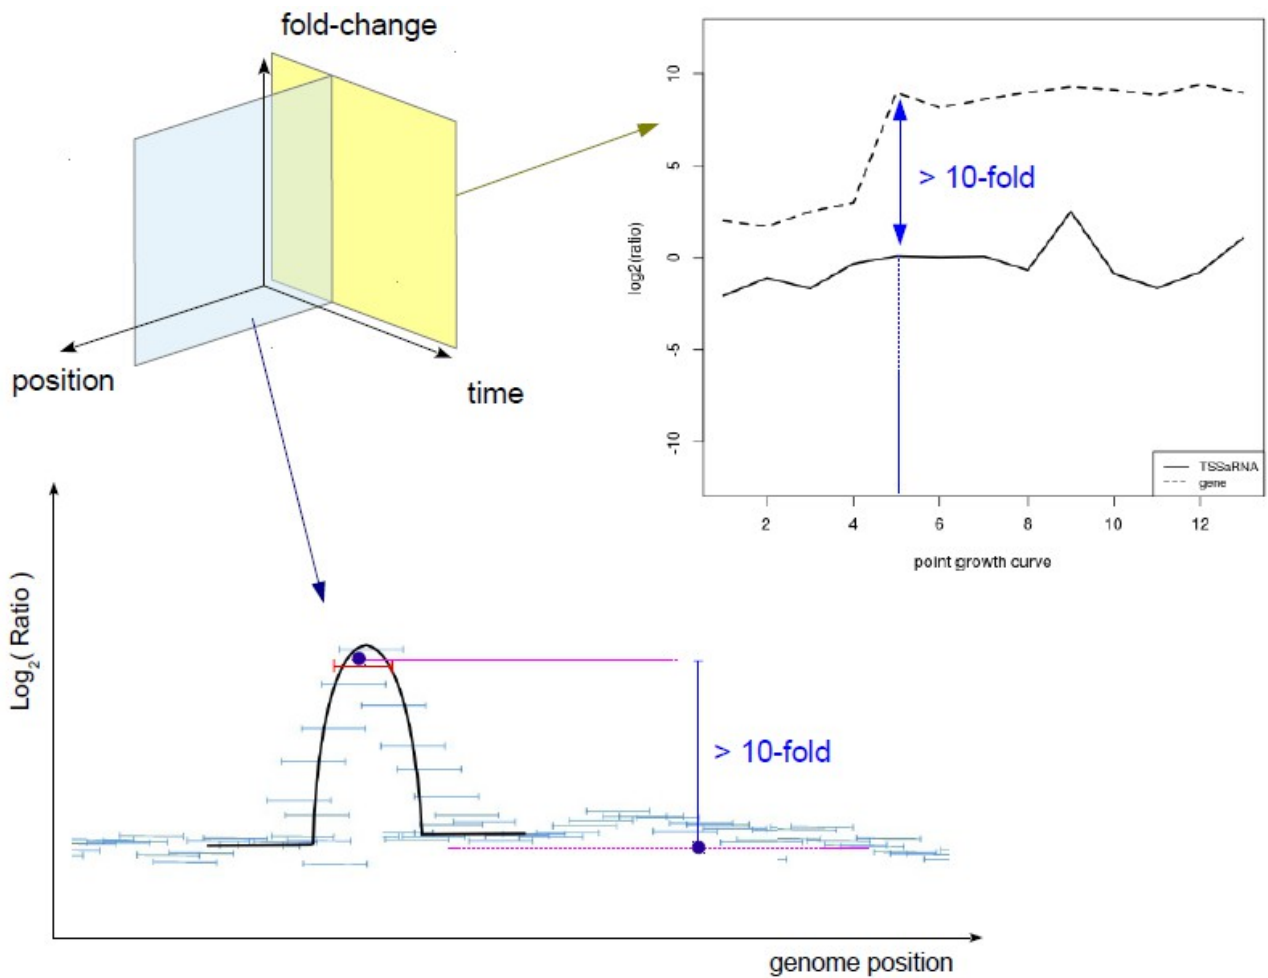 fold-change
position
time
10
5
0
-5
-10
log2(ratio)
> 10-fold
TSSaRNA
gene
2 4 6 8 10 12
point growth curve
Log2( Ratio )
> 10-fold
genome position